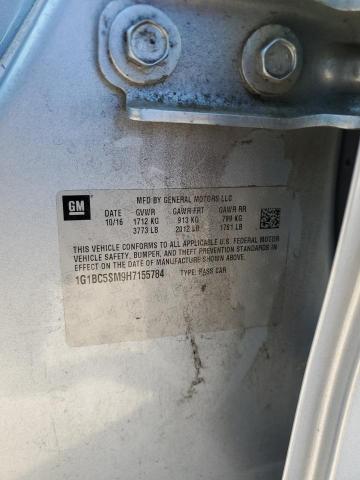 GM
MFD BY GENERAL MOTORS LLC
DATE GVWR GAWR FRT GAWR RR
10/16 1712 KG 913 KG 799 KG
3773 LB 2012 LB 1761 LB
THIS VEHICLE CONFORMS TO ALL APPLICABLE U.S. FEDERAL MOTOR
VEHICLE SAFETY, BUMPER, AND THEFT PREVENTION STANDARDS IN
EFFECT ON THE DATE OF MANUFACTURE SHOWN ABOVE.
1G1BC5SM9H7155784 TYPE: PASS CAR